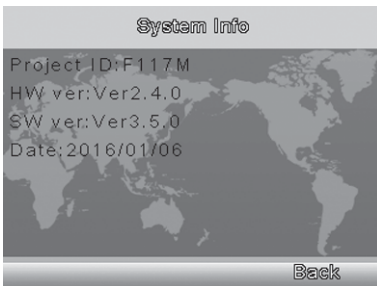 System Info
Project ID:F117M
HW ver:Ver2.4.0
SW ver:Ver3.5.0
Date:2016/01/06
Back